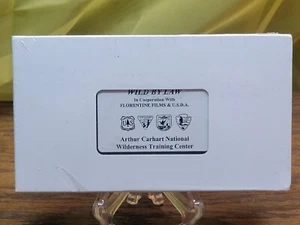 WILD BY LAW
In Cooperation With
FLORENTINE FILMS & U.S.D.A.
Arthur Carhart National
Wilderness Training Center